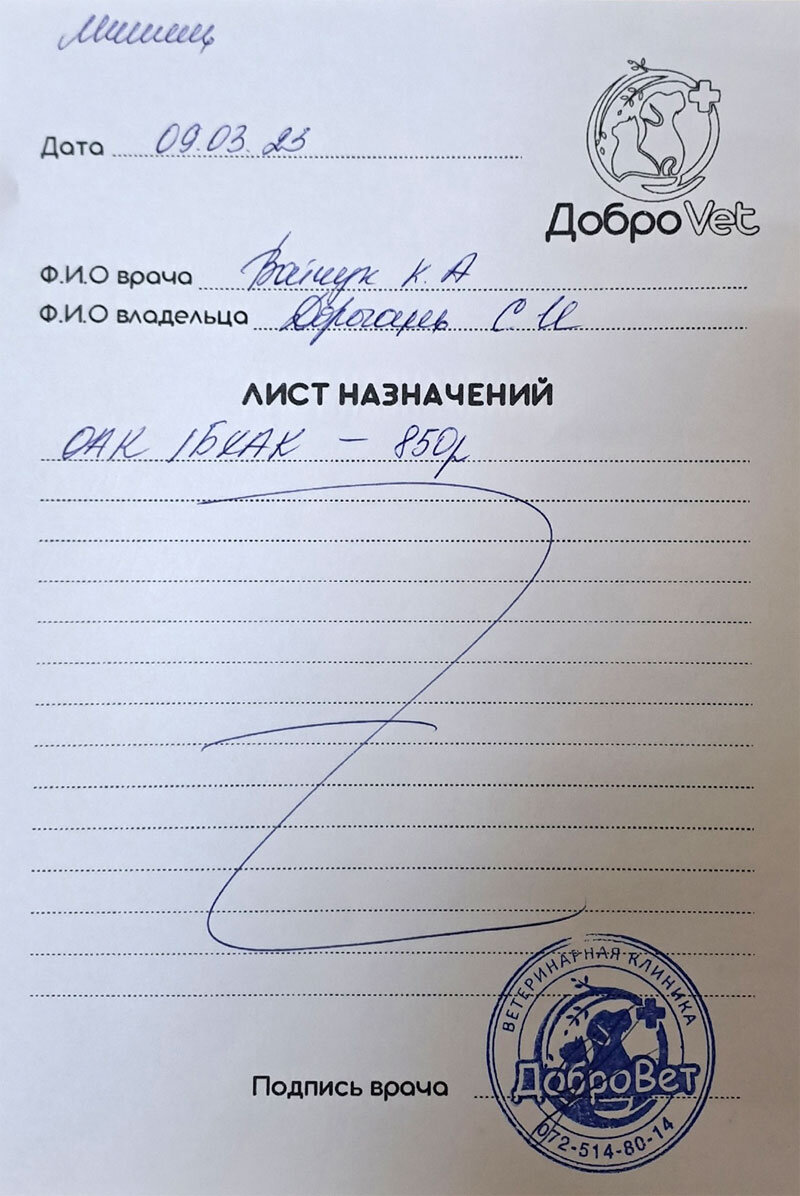 Дата 09.03.23
ДоброVet
Ф.И.О врача К. А
Ф.И.О владельца С. И
ЛИСТ НАЗНАЧЕНИЙ
ОАК, БХАК – 850р
ВЕТЕРИНАРНАЯ КЛИНИКА
ДоброВет
072-514-80-14
Подпись врача